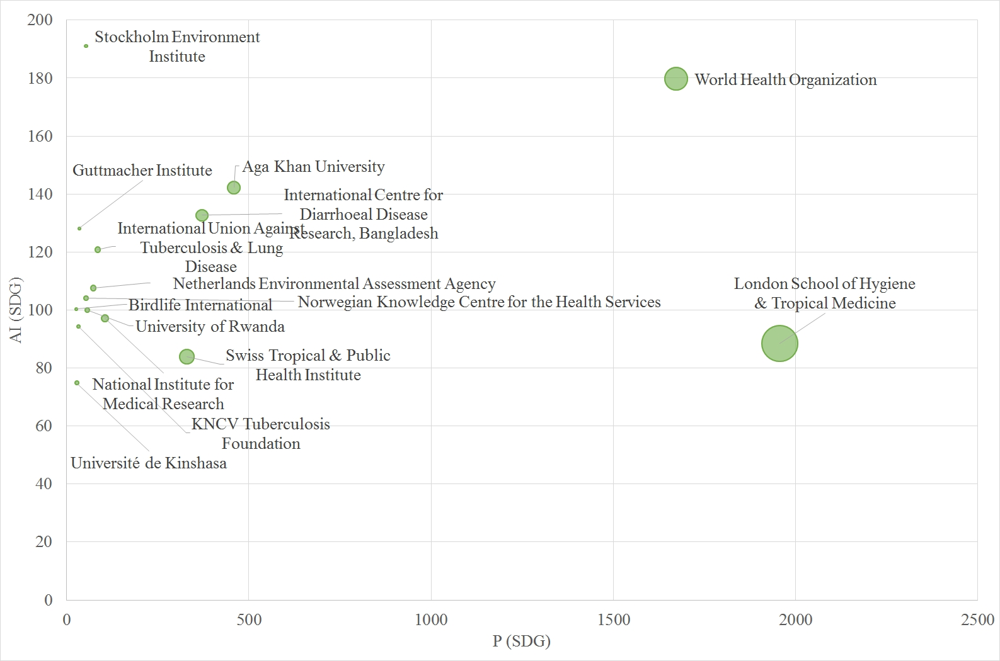 200
Stockholm Environment
Institute
180
World Health Organization
160
Guttmacher Institute
Aga Khan University
140
International Centre for
Diarrhoeal Disease
Research, Bangladesh
International Union Against
Tuberculosis & Lung
Disease
120
Netherlands Environmental Assessment Agency
Norwegian Knowledge Centre for the Health Services
London School of Hygiene
& Tropical Medicine
Birdlife International
100
University of Rwanda
AI (SDG)
Swiss Tropical & Public
Health Institute
80
National Institute for
Medical Research
KNCV Tuberculosis
Foundation
60
Université de Kinshasa
40
20
0
0 500 1000 1500 2000 2500
P (SDG)